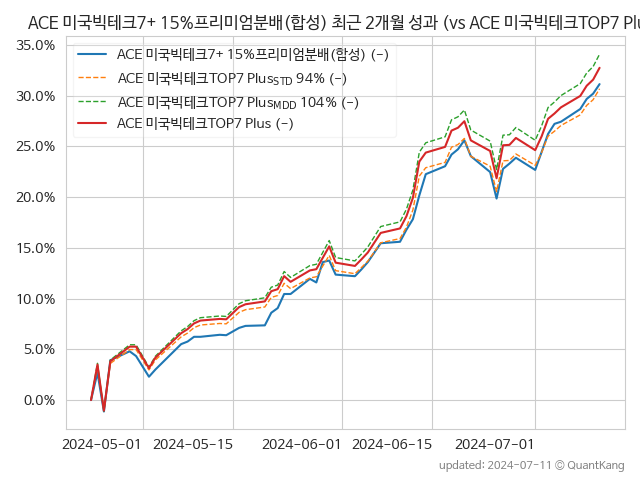 ACE 미국빅테크7+ 15%프리미엄분배(합성) 최근 2개월 성과 (vs ACE 미국빅테크TOP7 Plu
35.0%
30.0%
25.0%
20.0%
15.0%
10.0%
5.0%
0.0%
ACE 미국빅테크7+ 15%프리미엄분배(합성) (-)
ACE 미국빅테크TOP7 PlusSTD 94% (-)
ACE 미국빅테크TOP7 PlusMDD 104% (-)
ACE 미국빅테크TOP7 Plus (-)
2024-05-01 2024-05-15 2024-06-01 2024-06-15 2024-07-01
updated: 2024-07-11 © QuantKang